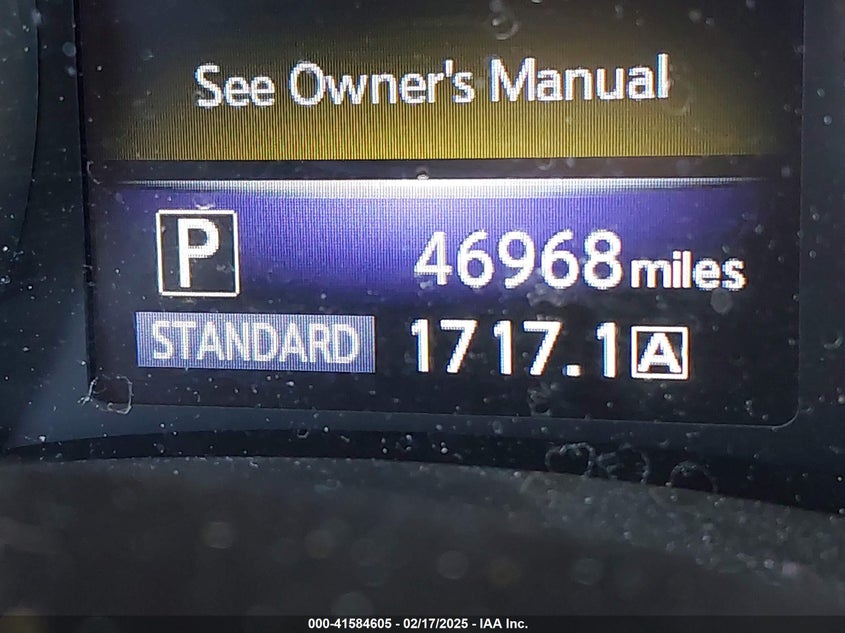 See Owner's Manual
P 46968 miles
STANDARD 1717.1 A
000-41584605 - 02/17/2025 - IAA Inc.